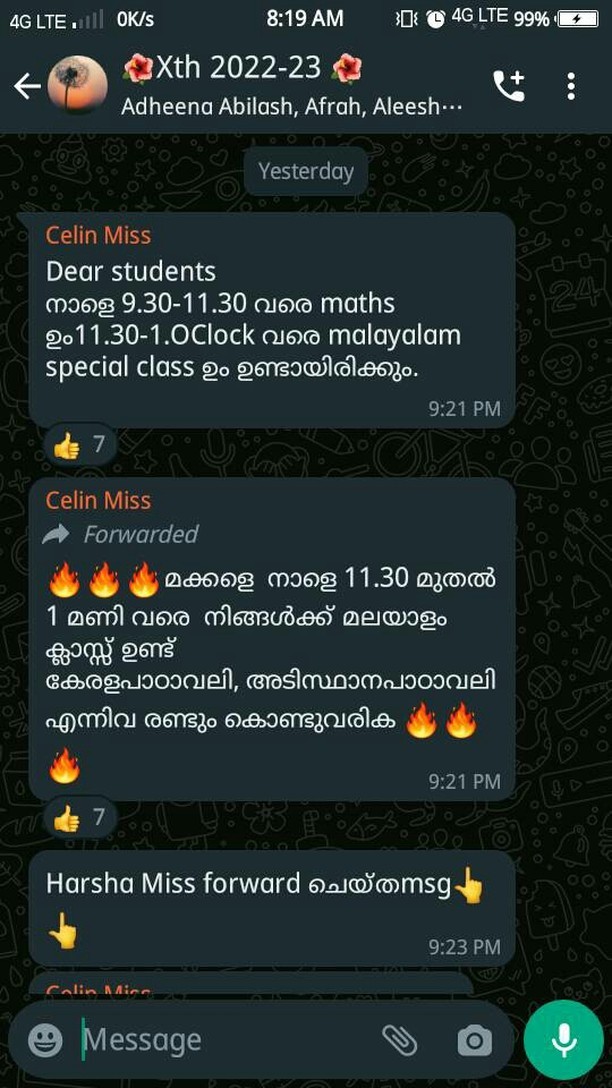 4G LTE 0K/s 8:19 AM 4G LTE 99%
🌺Xth 2022-23 🌺
Adheena Abilash, Afrah, Aleesh···
Yesterday
Celin Miss
Dear students
നാളെ 9.30-11.30 വരെ maths
ഉം11.30-1.OClock വരെ malayalam
special class ഉം ഉണ്ടായിരിക്കും.
9:21 PM
👍 7
Celin Miss
Forwarded
🔥🔥🔥മക്കളെ നാളെ 11.30 മുതൽ
1 മണി വരെ നിങ്ങൾക്ക് മലയാളം
ക്ലാസ്സ് ഉണ്ട്
കേരളപാഠാവലി, അടിസ്ഥാനപാഠാവലി
എന്നിവ രണ്ടും കൊണ്ടുവരിക 🔥🔥
🔥
9:21 PM
👍 7
Harsha Miss forward ചെയ്തmsg👆
👆
9:23 PM
Celin Miss
Message